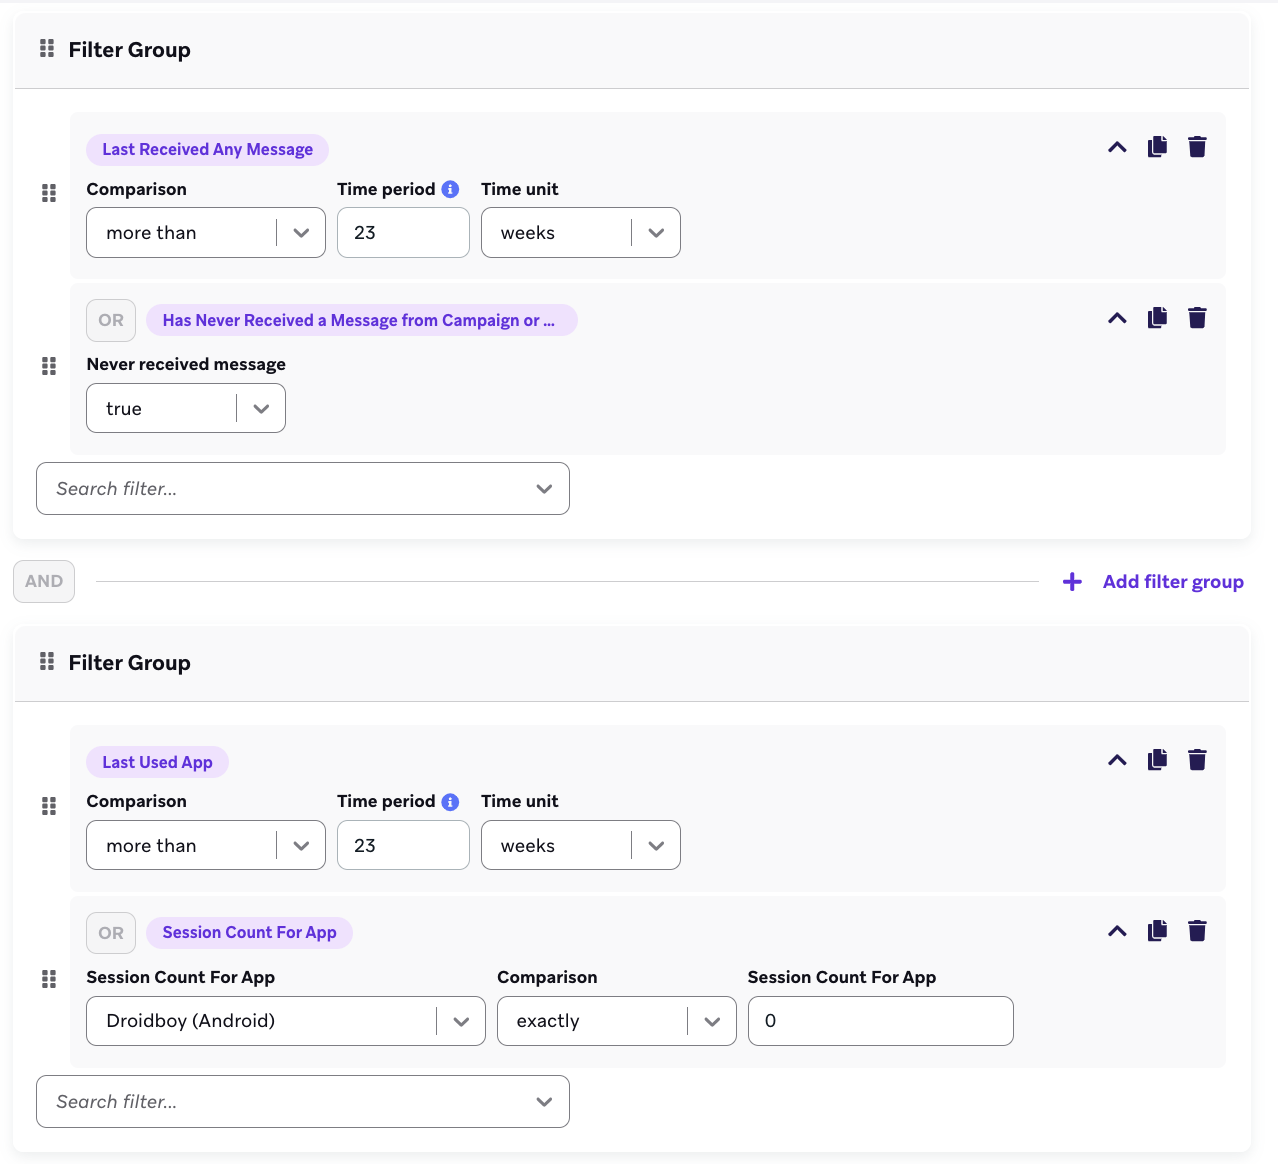 Filter Group
Last Received Any Message
Comparison Time period Time unit
more than 23 weeks
OR Has Never Received a Message from Campaign or ...
Never received message
true
Search filter...
AND Add filter group
Filter Group
Last Used App
Comparison Time period Time unit
more than 23 weeks
OR Session Count For App
Session Count For App Comparison Session Count For App
Droidboy (Android) exactly 0
Search filter...